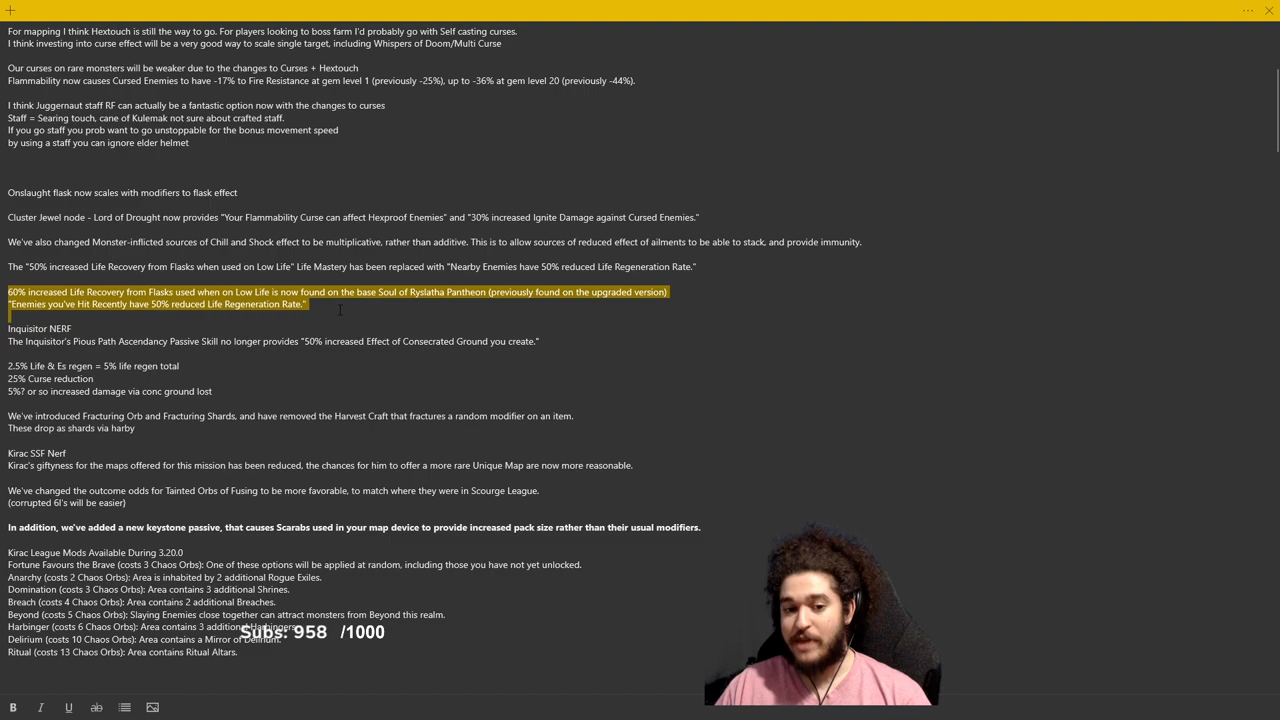 For mapping I think Hextouch is still the way to go. For players looking to boss farm I'd probably go with Self casting curses.
I think investing into curse effect will be a very good way to scale single target, including Whispers of Doom/Multi Curse
Our curses on rare monsters will be weaker due to the changes to Curses + Hextouch
Flammability now causes Cursed Enemies to have -17% to Fire Resistance at gem level 1 (previously -25%), up to -36% at gem level 20 (previously -44%).
I think Juggernaut staff RF can actually be a fantastic option now with the changes to curses
Staff = Searing touch, cane of Kulemak not sure about crafted staff.
If you go staff you prob want to go unstoppable for the bonus movement speed
by using a staff you can ignore elder helmet
Onslaught flask now scales with modifiers to flask effect
Cluster Jewel node - Lord of Drought now provides "Your Flammability Curse can affect Hexproof Enemies" and "30% increased Ignite Damage against Cursed Enemies."
We've also changed Monster-inflicted sources of Chill and Shock effect to be multiplicative, rather than additive. This is to allow sources of reduced effect of ailments to be able to stack, and provide immunity.
The "50% increased Life Recovery from Flasks when used on Low Life" Life Mastery has been replaced with "Nearby Enemies have 50% reduced Life Regeneration Rate."
60% increased Life Recovery from Flasks used when on Low Life is now found on the base Soul of Ryslatha Pantheon (previously found on the upgraded version)
"Enemies you've Hit Recently have 50% reduced Life Regeneration Rate."
Inquisitor NERF
The Inquisitor's Pious Path Ascendancy Passive Skill no longer provides "50% increased Effect of Consecrated Ground you create."
2.5% Life & Es regen = 5% life regen total
25% Curse reduction
5%? or so increased damage via conc ground lost
We've introduced Fracturing Orb and Fracturing Shards, and have removed the Harvest Craft that fractures a random modifier on an item.
These drop as shards via harby
Kirac SSF Nerf
Kirac's giftyness for the maps offered for this mission has been reduced, the chances for him to offer a more rare Unique Map are now more reasonable.
We've changed the outcome odds for Tainted Orbs of Fusing to be more favorable, to match where they were in Scourge League.
(corrupted 6l's will be easier)
In addition, we've added a new keystone passive, that causes Scarabs used in your map device to provide increased pack size rather than their usual modifiers.
Kirac League Mods Available During 3.20.0
Fortune Favours the Brave (costs 3 Chaos Orbs): One of these options will be applied at random, including those you have not yet unlocked.
Anarchy (costs 2 Chaos Orbs): Area is inhabited by 2 additional Rogue Exiles.
Domination (costs 3 Chaos Orbs): Area contains 3 additional Shrines.
Breach (costs 4 Chaos Orbs): Area contains 2 additional Breaches.
Beyond (costs 5 Chaos Orbs): Slaying Enemies close together can attract monsters from Beyond this realm.
Harbinger (costs 6 Chaos Orbs): Area contains 3 additional Harbingers.
Subs: 958 /1000
Delirium (costs 10 Chaos Orbs): Area contains a Mirror of Delirium.
Ritual (costs 13 Chaos Orbs): Area contains Ritual Altars.
B I U ab